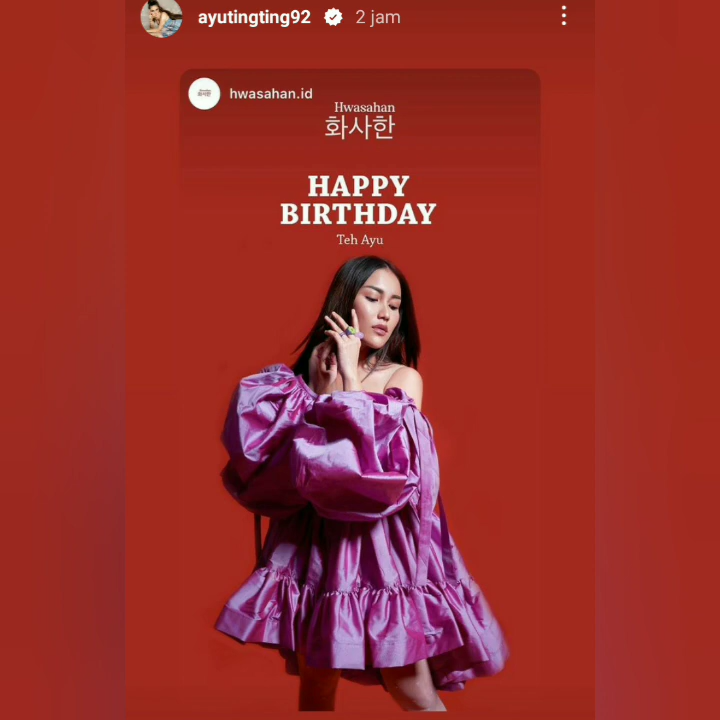 ayutingting92 2 jam
hwasahan.id
Hwasahan
화사한
HAPPY
BIRTHDAY
Teh Ayu